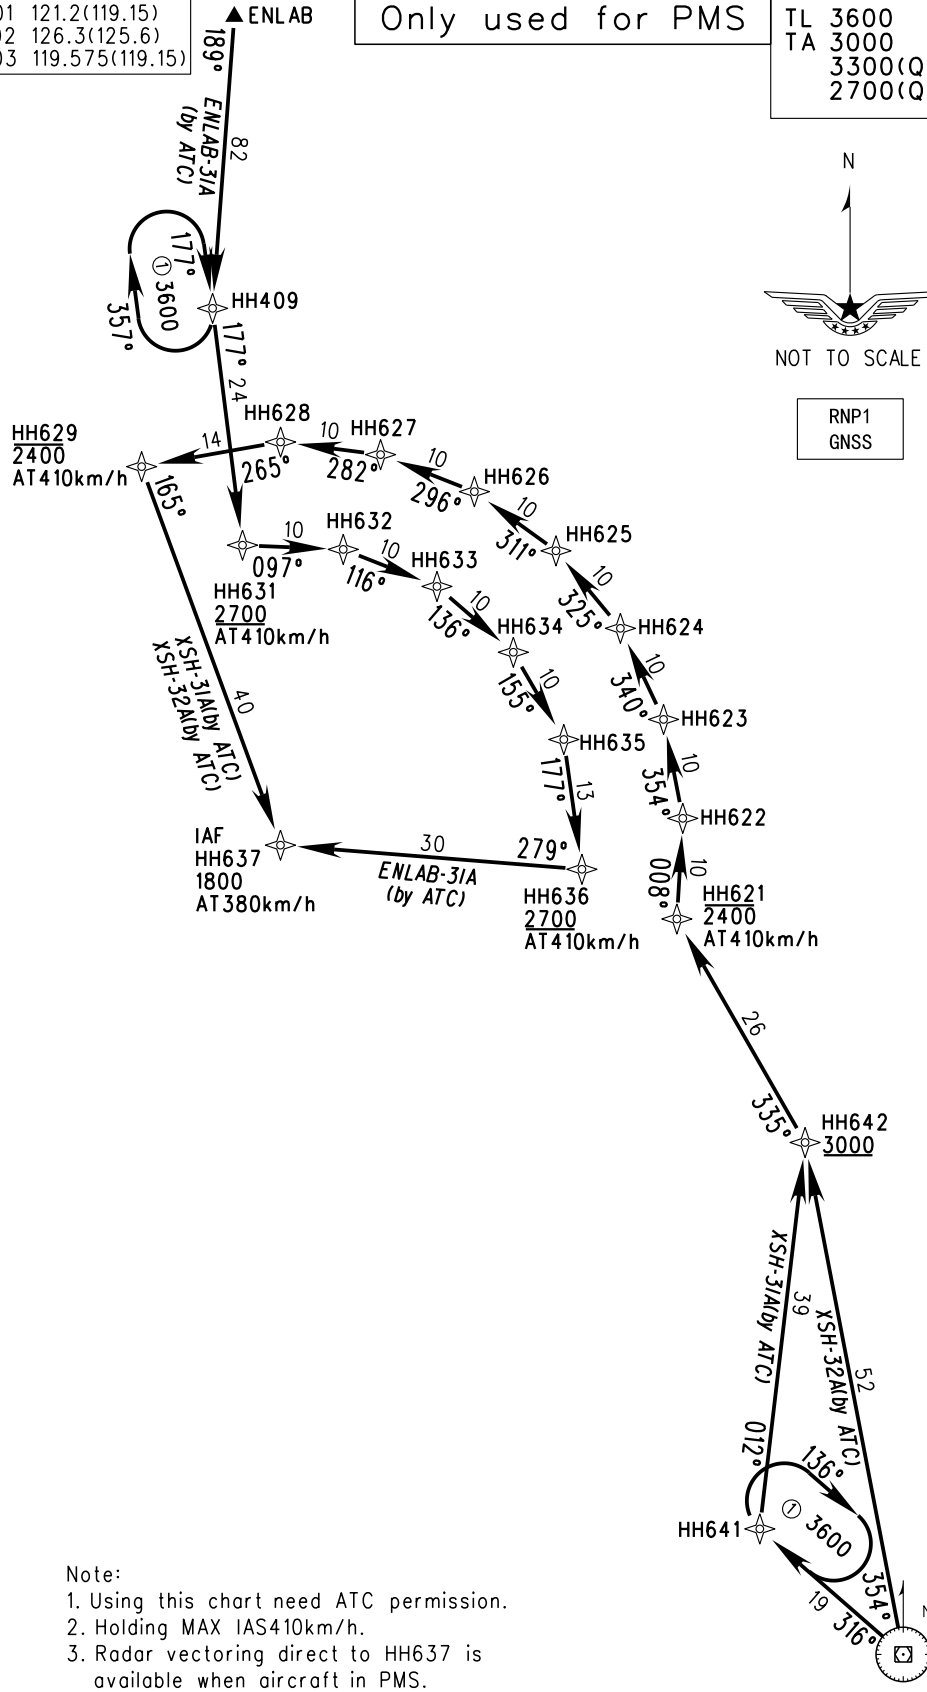 01 121.2(119.15)
02 126.3(125.6)
03 119.575(119.15)
ENLAB
Only used for PMS
TL 3600
TA 3000
3300(Q
2700(Q
189°
ENLAB-31A
(by ATC)
82
N
NOT TO SCALE
RNP1
GNSS
177°
① 3600
357°
HH409
177°
24
HH629
2400
AT410km/h
14
HH628
265°
10
HH627
282°
10
HH626
296°
10
HH625
311°
10
325°
HH624
10
340°
HH623
10
354°
HH622
10
008°
HH621
2400
AT410km/h
165°
HH631
2700
AT410km/h
10
097°
HH632
10
116°
HH633
10
136°
HH634
10
155°
HH635
13
177°
XSH-31A(by ATC)
XSH-32A(by ATC)
40
IAF
HH637
1800
AT380km/h
30
279°
ENLAB-31A
(by ATC)
HH636
2700
AT410km/h
26
335°
HH642
3000
XSH-31A(by ATC)
39
XSH-32A(by ATC)
52
012°
136°
① 3600
HH641
354°
19
316°
N
Note:
1. Using this chart need ATC permission.
2. Holding MAX IAS410km/h.
3. Radar vectoring direct to HH637 is
available when aircraft in PMS.